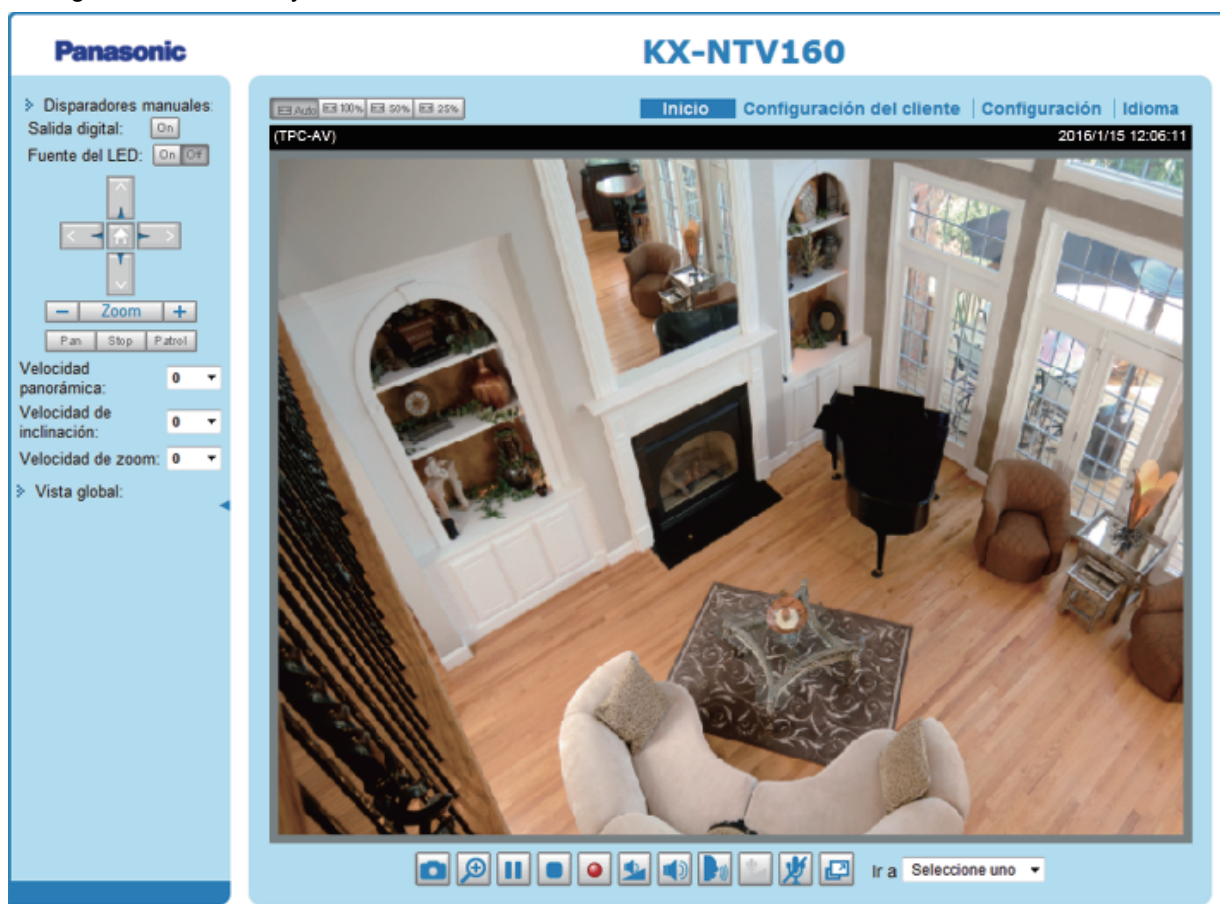 Panasonic
KX-NTV160
Disparadores manuales:
Salida digital: On
Fuente del LED: On Off
Zoom
Pan Stop Patrol
Velocidad panorámica: 0
Velocidad de inclinación: 0
Velocidad de zoom: 0
Vista global:
Auto 100% 50% 25%
Inicio Configuración del cliente Configuración Idioma
(TPC-AV) 2016/1/15 12:06:11
Ir a Seleccione uno